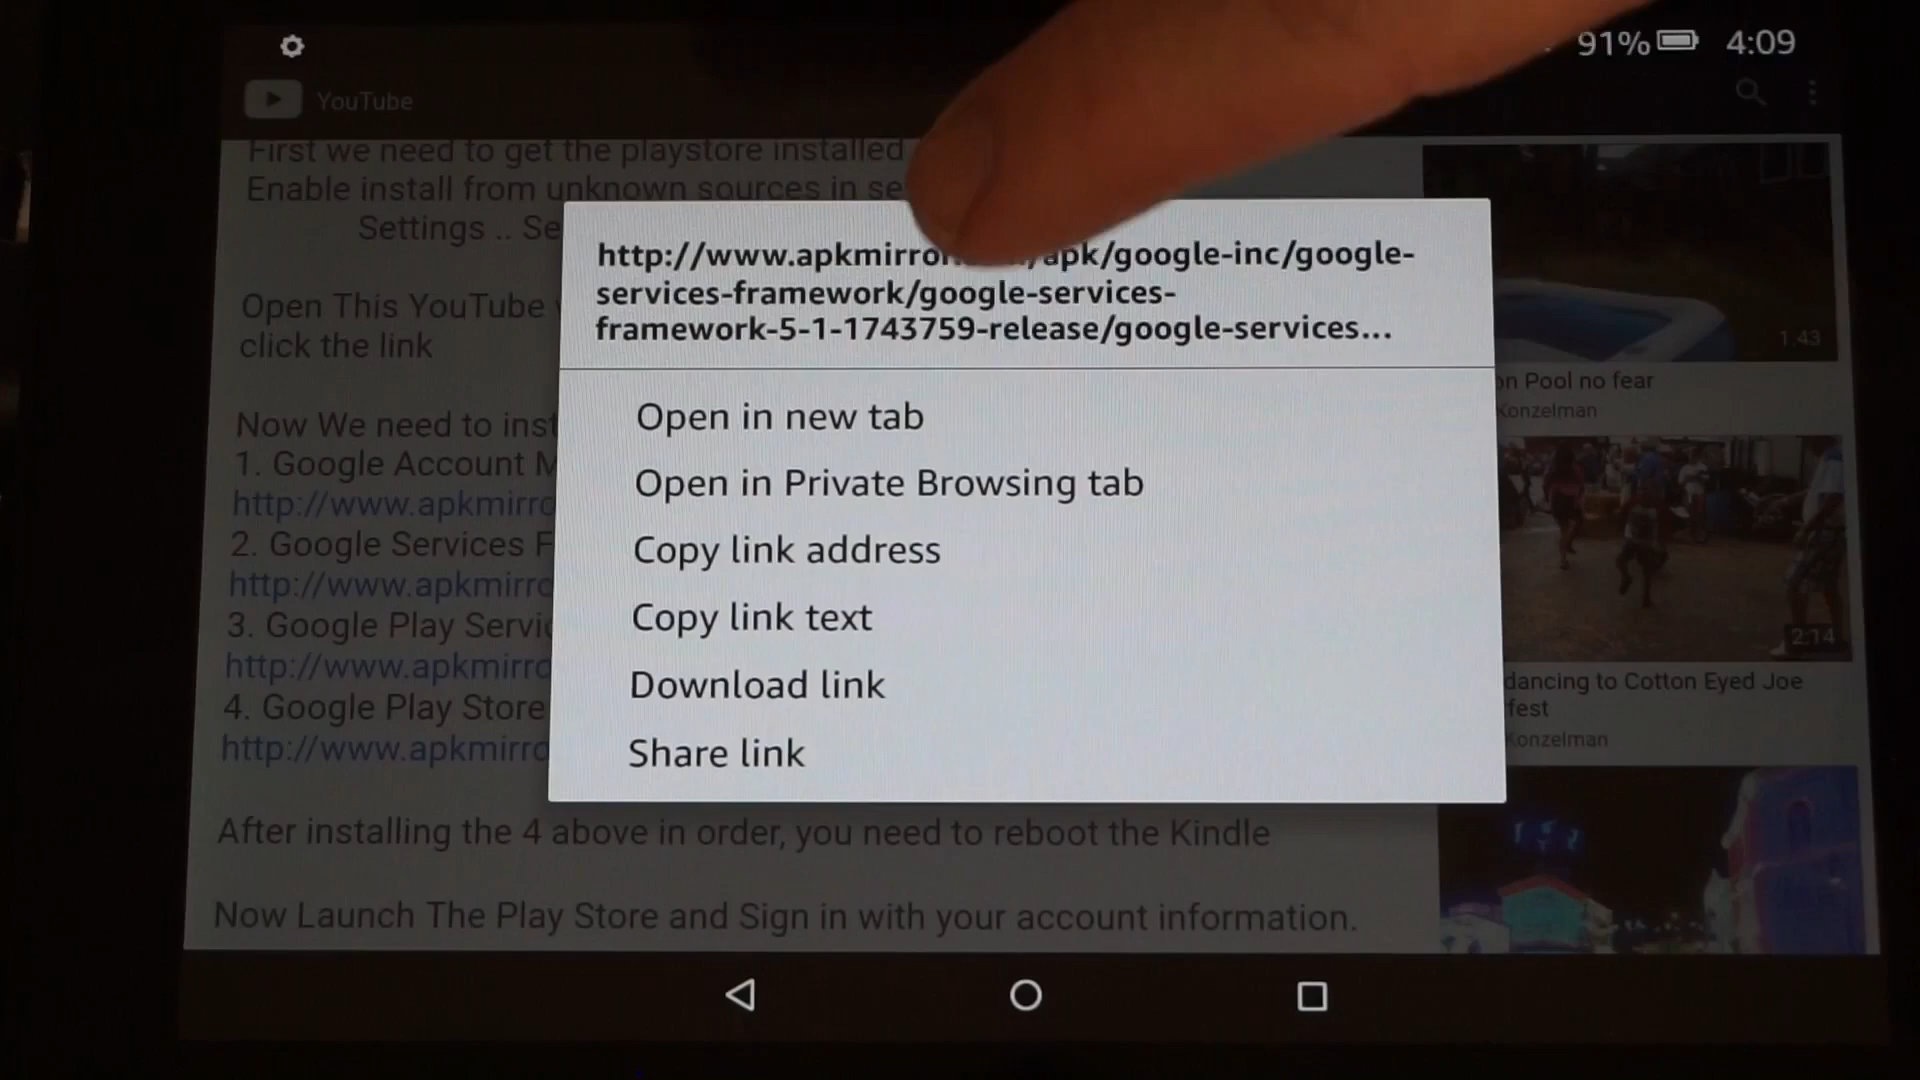 91% 4:09
YouTube
First we need to get the playstore installed
Enable install from unknown sources in se
Settings .. Se
Open This YouTube
click the link
Now We need to inst
1. Google Account M
http://www.apkmirro
2. Google Services F
http://www.apkmirro
3. Google Play Servic
http://www.apkmirro
4. Google Play Store
http://www.apkmirro
After installing the 4 above in order, you need to reboot the Kindle
Now Launch The Play Store and Sign in with your account information.
http://www.apkmirror /apk/google-inc/google-
services-framework/google-services-
framework-5-1-1743759-release/google-services...
Open in new tab
Open in Private Browsing tab
Copy link address
Copy link text
Download link
Share link
1:43
on Pool no fear
Konzelman
2:14
dancing to Cotton Eyed Joe
fest
Konzelman